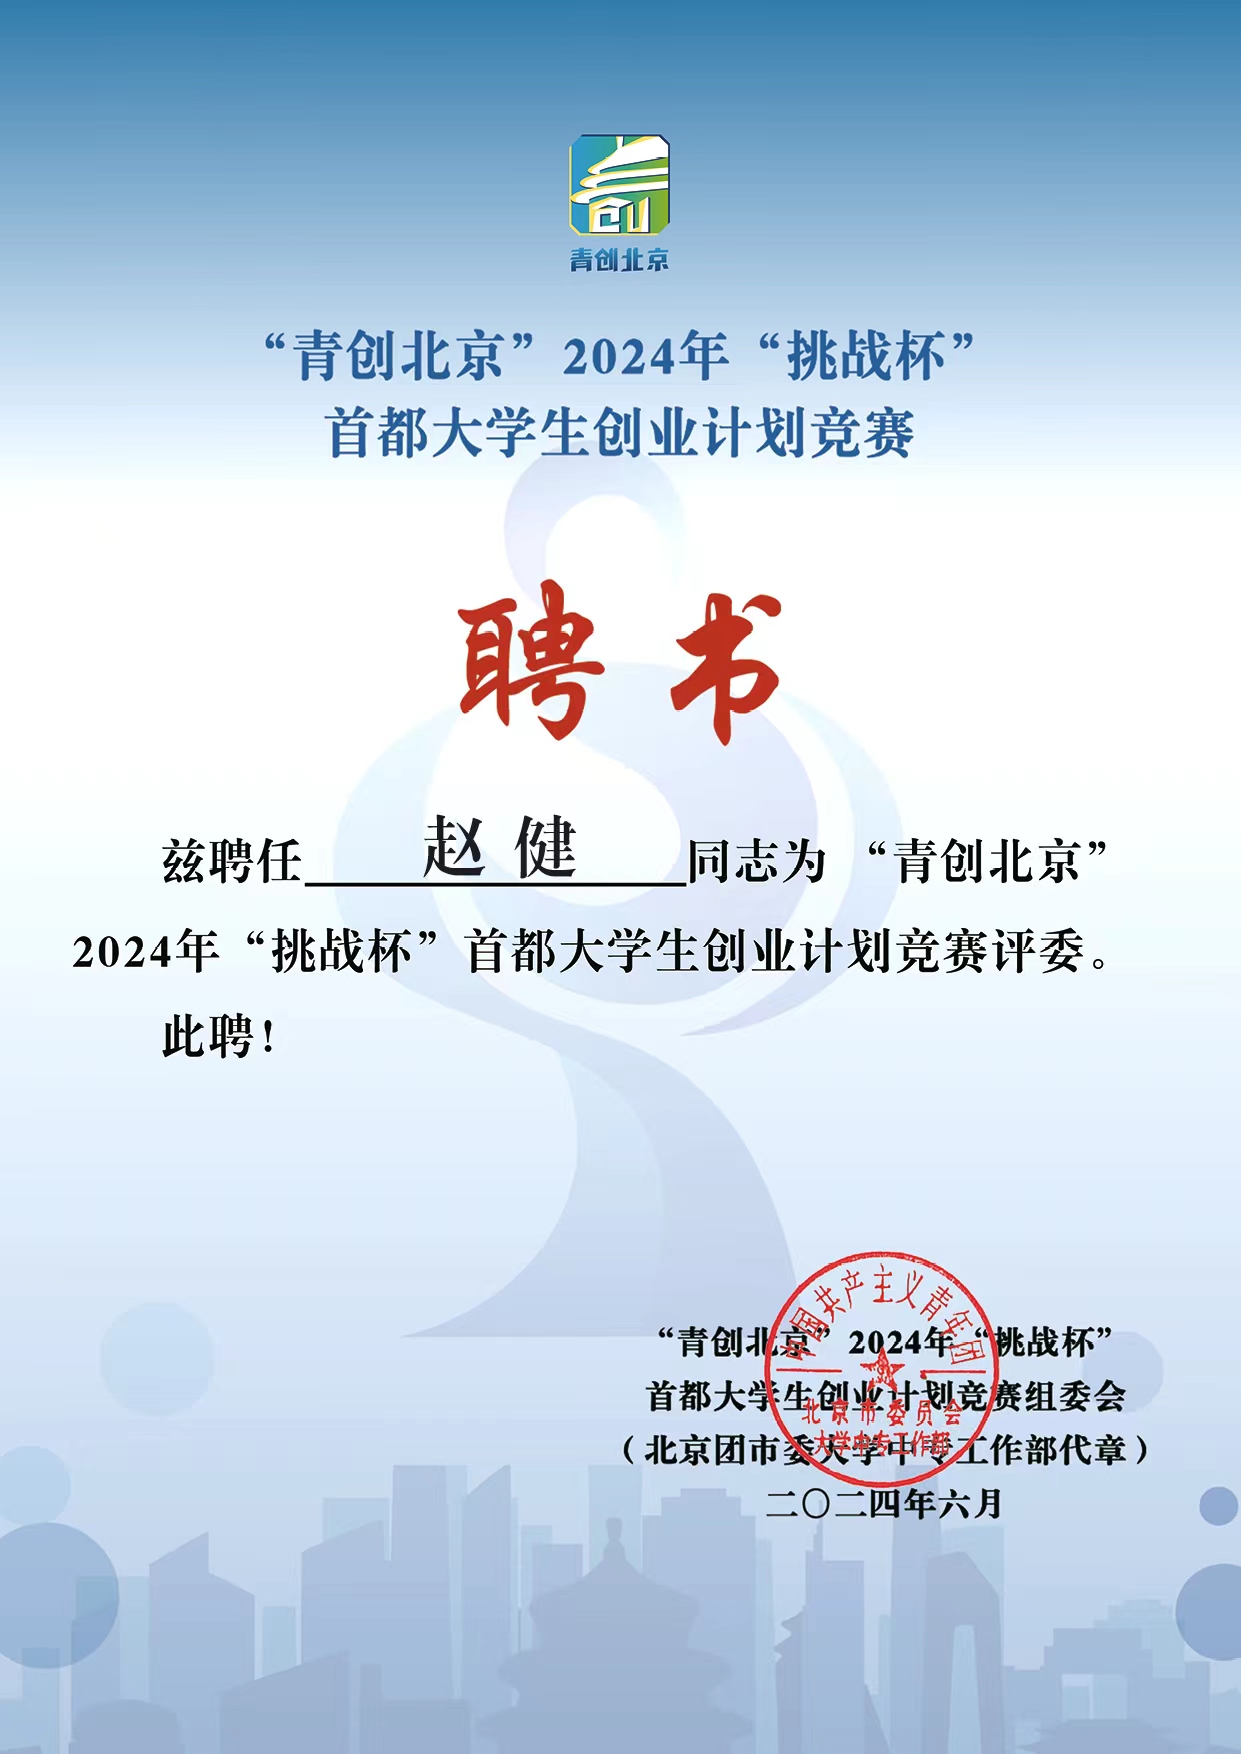 青创北京
“青创北京”2024年“挑战杯”
首都大学生创业计划竞赛
聘书
兹聘任 赵健 同志为“青创北京”
2024年“挑战杯”首都大学生创业计划竞赛评委。
此聘！
“青创北京”2024年“挑战杯”
首都大学生创业计划竞赛组委会
（北京团市委大学中专工作部代章）
二〇二四年六月
中国共产主义青年团
北京市委员会
大学中专工作部